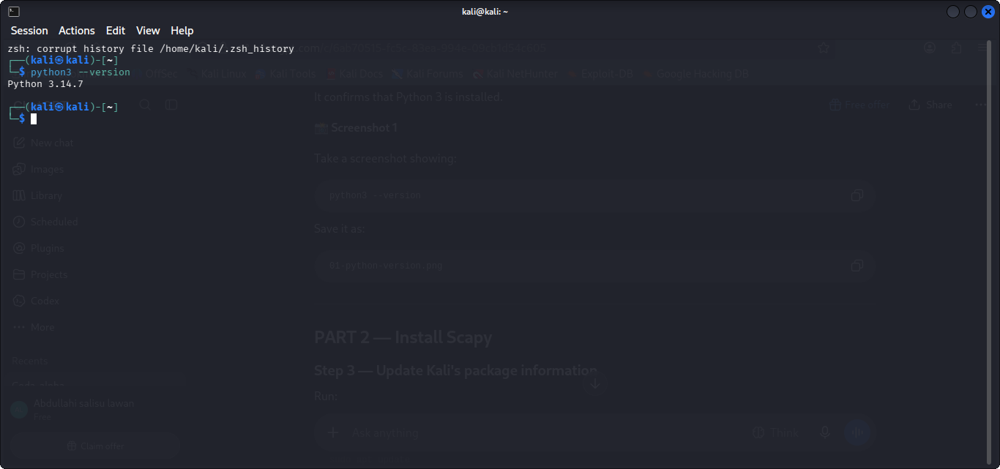 kali@kali: ~
Session Actions Edit View Help
zsh: corrupt history file /home/kali/.zsh_history
┌──(kali㉿kali)-[~]
└─$ python3 --version
Python 3.14.7
┌──(kali㉿kali)-[~]
└─$
OffSec Kali Linux Kali Tools Kali Docs Kali Forums Kali NetHunter Exploit-DB Google Hacking DB
It confirms that Python 3 is installed.
Free offer Share
Screenshot 1
New chat
Take a screenshot showing:
Images
Library
python3 --version
Scheduled
Save it as:
Plugins
01-python-version.png
Projects
Codex
More
PART 2 — Install Scapy
Recents
Step 3 — Update Kali's package information
Run:
Abdullahi salisu lawan
Free
Ask anything
Think
Claim offer